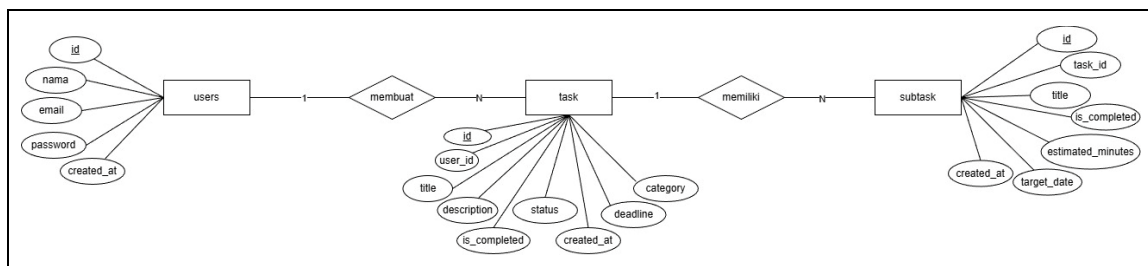 id
nama
email
password
created_at
users
1
membuat
N
task
id
user_id
title
description
is_completed
status
created_at
deadline
category
1
memiliki
N
subtask
id
task_id
title
is_completed
estimated_minutes
target_date
created_at